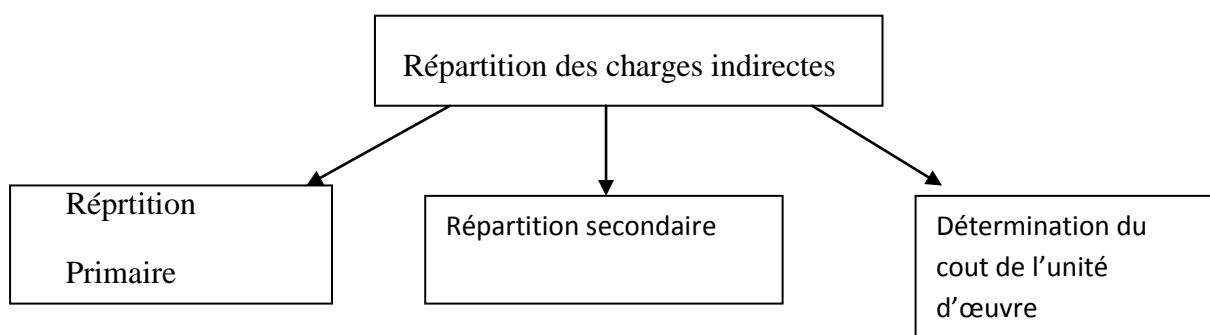 Répartition des charges indirectes
Réprtition
Primaire
Répartition secondaire
Détermination du
cout de l’unité
d’œuvre